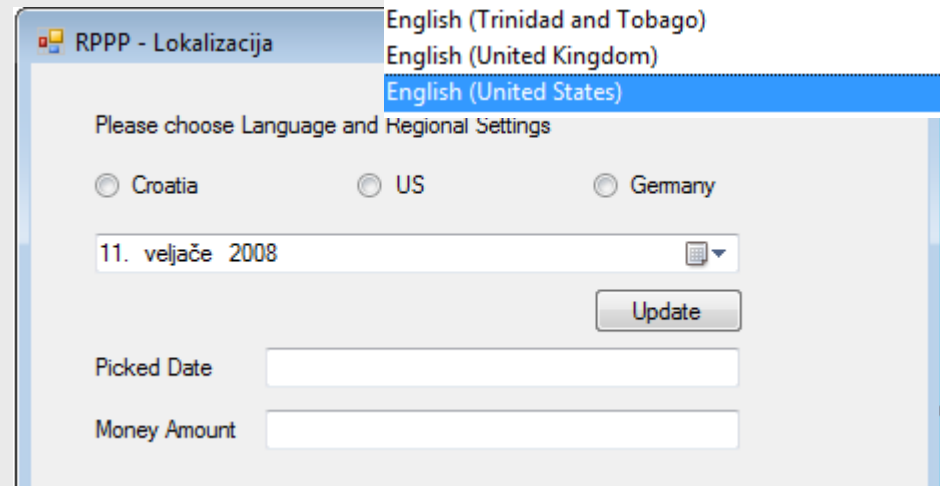 RPPP - Lokalizacija
English (Trinidad and Tobago)
English (United Kingdom)
English (United States)
Please choose Language and Regional Settings
Croatia US Germany
11. veljače 2008
Update
Picked Date
Money Amount